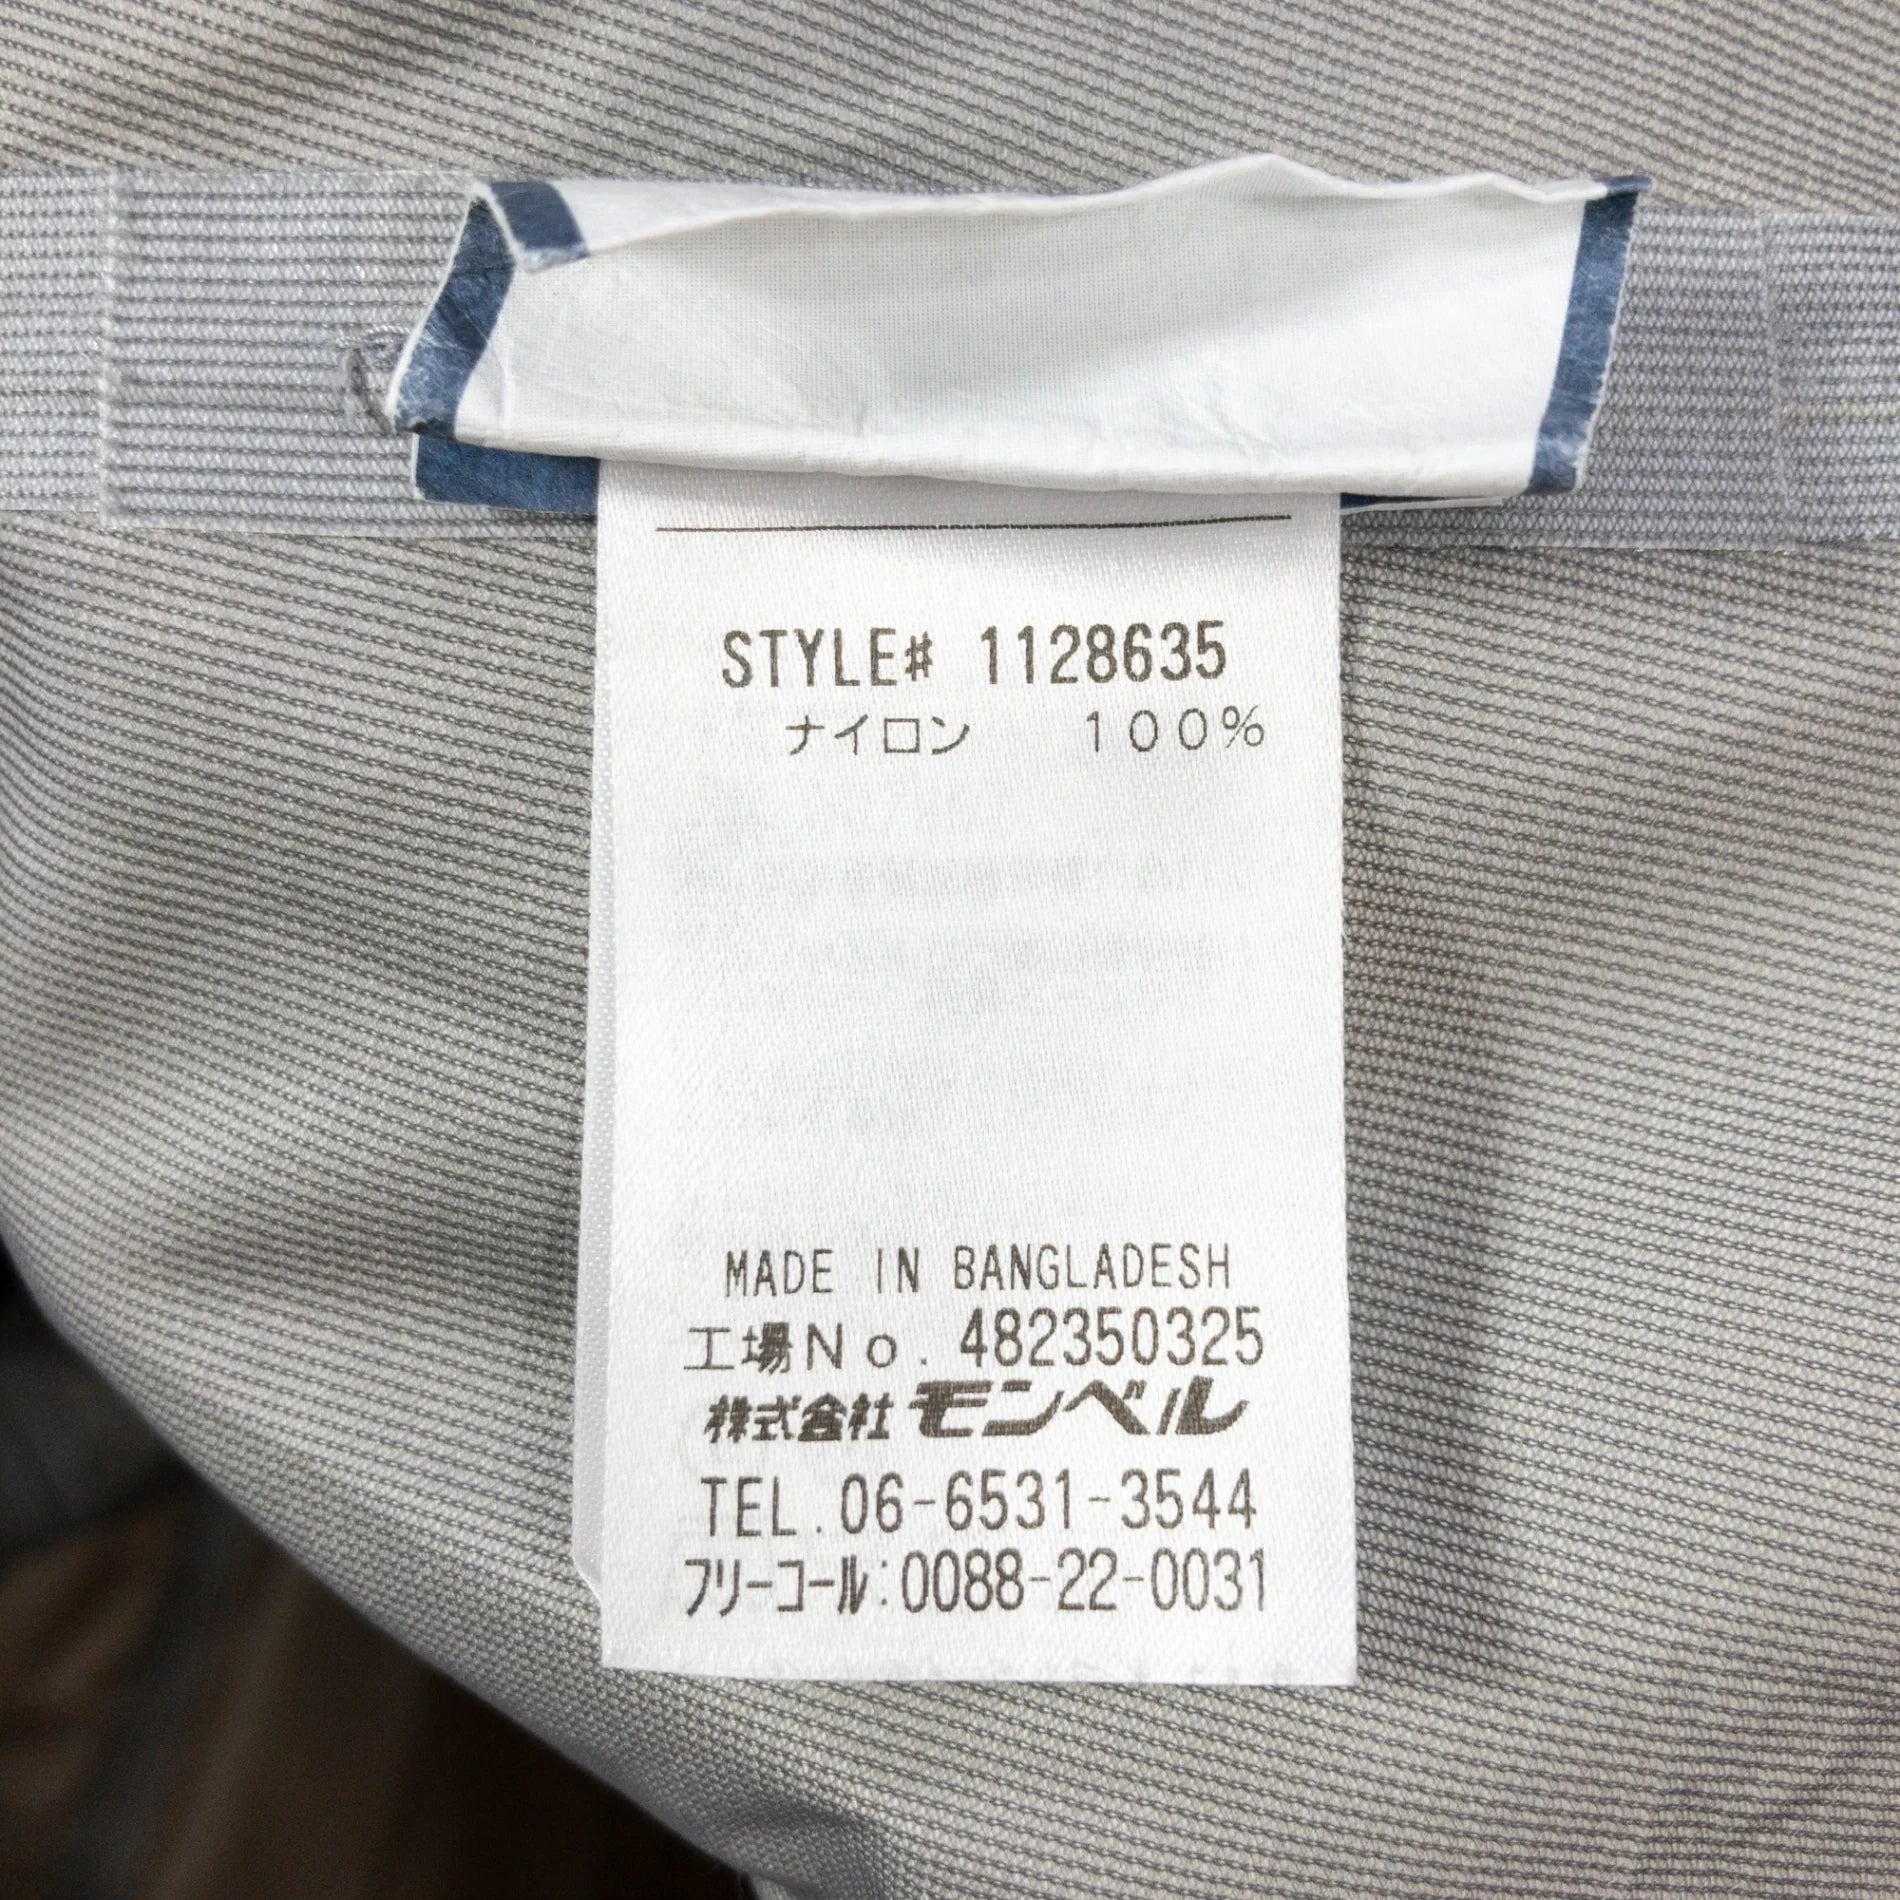 STYLE# 1128635
ナイロン 100%
MADE IN BANGLADESH
工場No. 482350325
株式会社 モンベル
TEL. 06-6531-3544
フリーコール:0088-22-0031